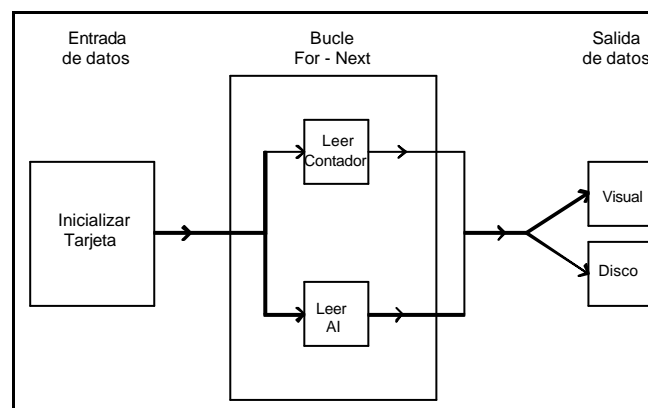 Entrada
de datos
Bucle
For - Next
Salida
de datos
Leer
Contador
Inicializar
Tarjeta
Visual
Disco
Leer
AI